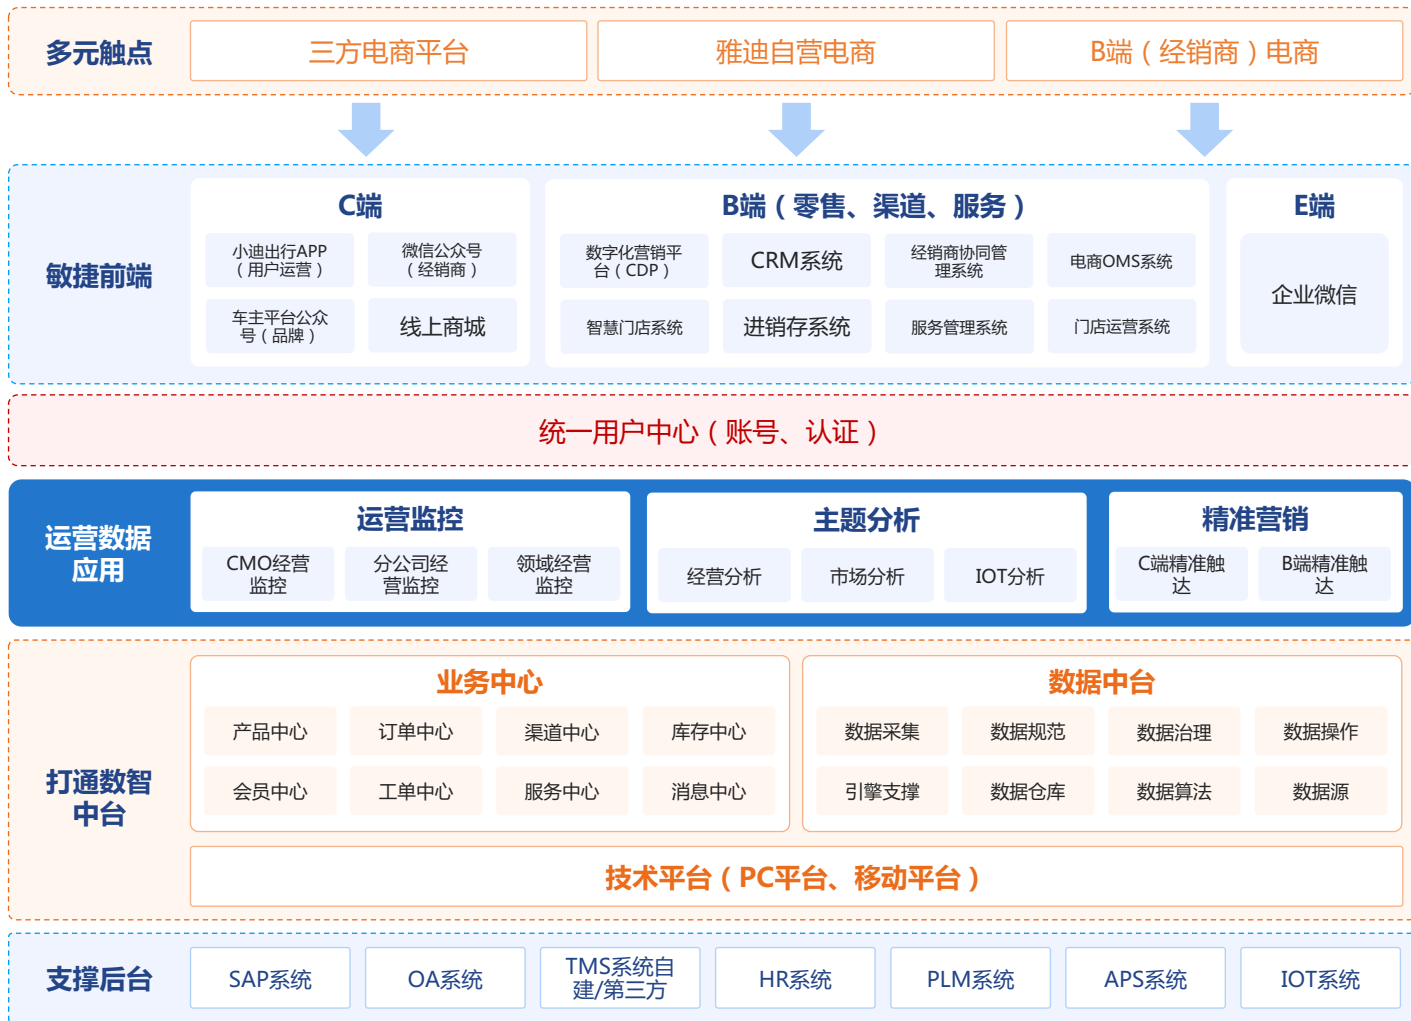 多元触点
三方电商平台
雅迪自营电商
B端（经销商）电商
敏捷前端
C端
小迪出行APP
（用户运营）
微信公众号
（经销商）
车主平台公众
号（品牌）
线上商城
B端（零售、渠道、服务）
数字化营销平
台（CDP）
CRM系统
经销商协同管
理系统
电商OMS系统
智慧门店系统
进销存系统
服务管理系统
门店运营系统
E端
企业微信
统一用户中心（账号、认证）
运营数据
应用
运营监控
CMO经营
监控
分公司经
营监控
领域经营
监控
主题分析
经营分析
市场分析
IOT分析
精准营销
C端精准触
达
B端精准触
达
打通数智
中台
业务中心
产品中心
订单中心
渠道中心
库存中心
会员中心
工单中心
服务中心
消息中心
数据中台
数据采集
数据规范
数据治理
数据操作
引擎支撑
数据仓库
数据算法
数据源
技术平台（PC平台、移动平台）
支撑后台
SAP系统
OA系统
TMS系统自
建/第三方
HR系统
PLM系统
APS系统
IOT系统